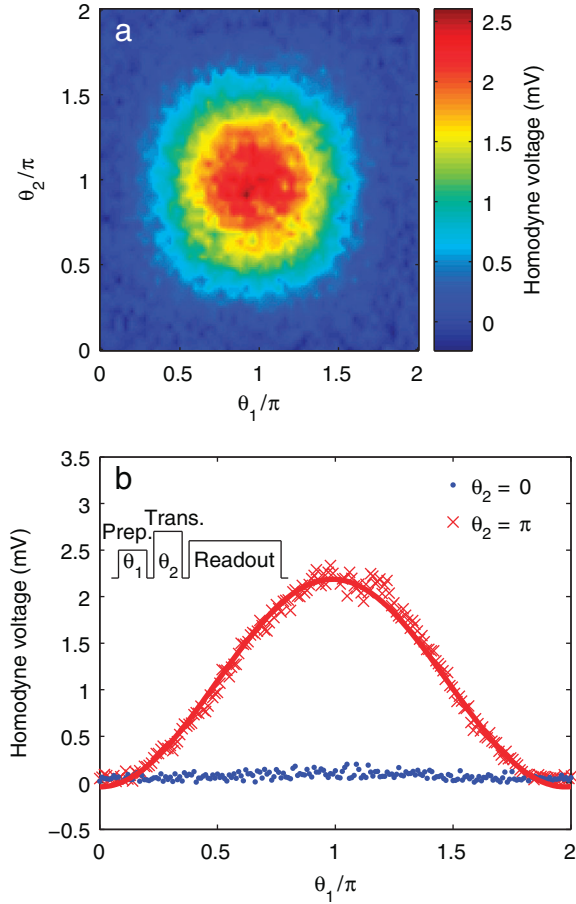 a
2
1.5
1
0.5
0
θ2/π
0
0.5
1
1.5
2
θ1/π
2.5
2
1.5
1
0.5
0
Homodyne voltage (mV)
b
3.5
3
2.5
2
1.5
1
0.5
0
−0.5
Homodyne voltage (mV)
θ2 = 0
θ2 = π
Prep. Trans.
θ1 θ2 Readout
0
0.5
1
1.5
2
θ1/π